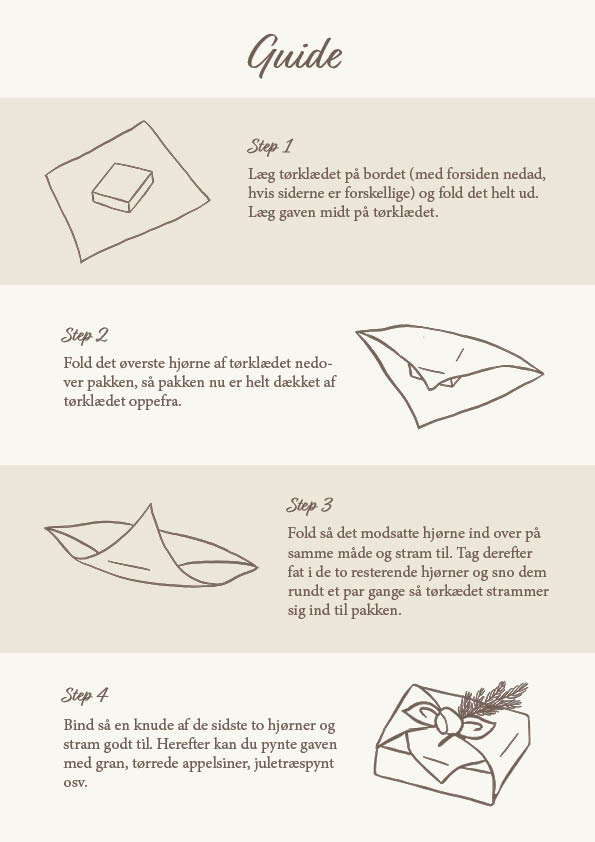 Guide
Step 1
Læg tørklædet på bordet (med forsiden nedad,
hvis siderne er forskellige) og fold det helt ud.
Læg gaven midt på tørklædet.
Step 2
Fold det øverste hjørne af tørklædet nedo-
ver pakken, så pakken nu er helt dækket af
tørklædet oppefra.
Step 3
Fold så det modsatte hjørne ind over på
samme måde og stram til. Tag derefter
fat i de to resterende hjørner og sno dem
rundt et par gange så tørkædet strammer
sig ind til pakken.
Step 4
Bind så en knude af de sidste to hjørner og
stram godt til. Herefter kan du pynte gaven
med gran, tørrede appelsiner, juletræspynt
osv.